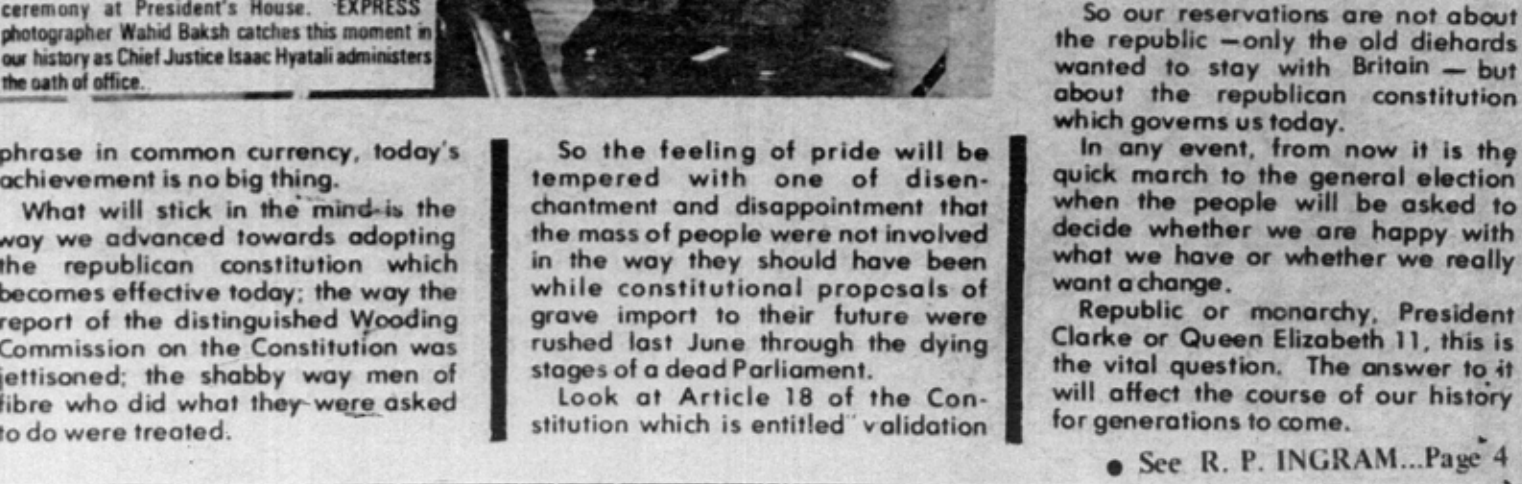 ceremony at President's House. EXPRESS
photographer Wahid Baksh catches this moment in
our history as Chief Justice Isaac Hyatali administers
the oath of office.
phrase in common currency, today's
achievement is no big thing.
What will stick in the mind is the
way we advanced towards adopting
the republican constitution which
becomes effective today; the way the
report of the distinguished Wooding
Commission on the Constitution was
jettisoned; the shabby way men of
fibre who did what they were asked
to do were treated.
So the feeling of pride will be
tempered with one of disen-
chantment and disappointment that
the mass of people were not involved
in the way they should have been
while constitutional proposals of
grave import to their future were
rushed last June through the dying
stages of a dead Parliament.
Look at Article 18 of the Con-
stitution which is entitled validation
So our reservations are not about
the republic —only the old diehards
wanted to stay with Britain — but
about the republican constitution
which governs us today.
In any event, from now it is the
quick march to the general election
when the people will be asked to
decide whether we are happy with
what we have or whether we really
want a change.
Republic or monarchy, President
Clarke or Queen Elizabeth 11, this is
the vital question. The answer to it
will affect the course of our history
for generations to come.
● See R. P. INGRAM...Page 4